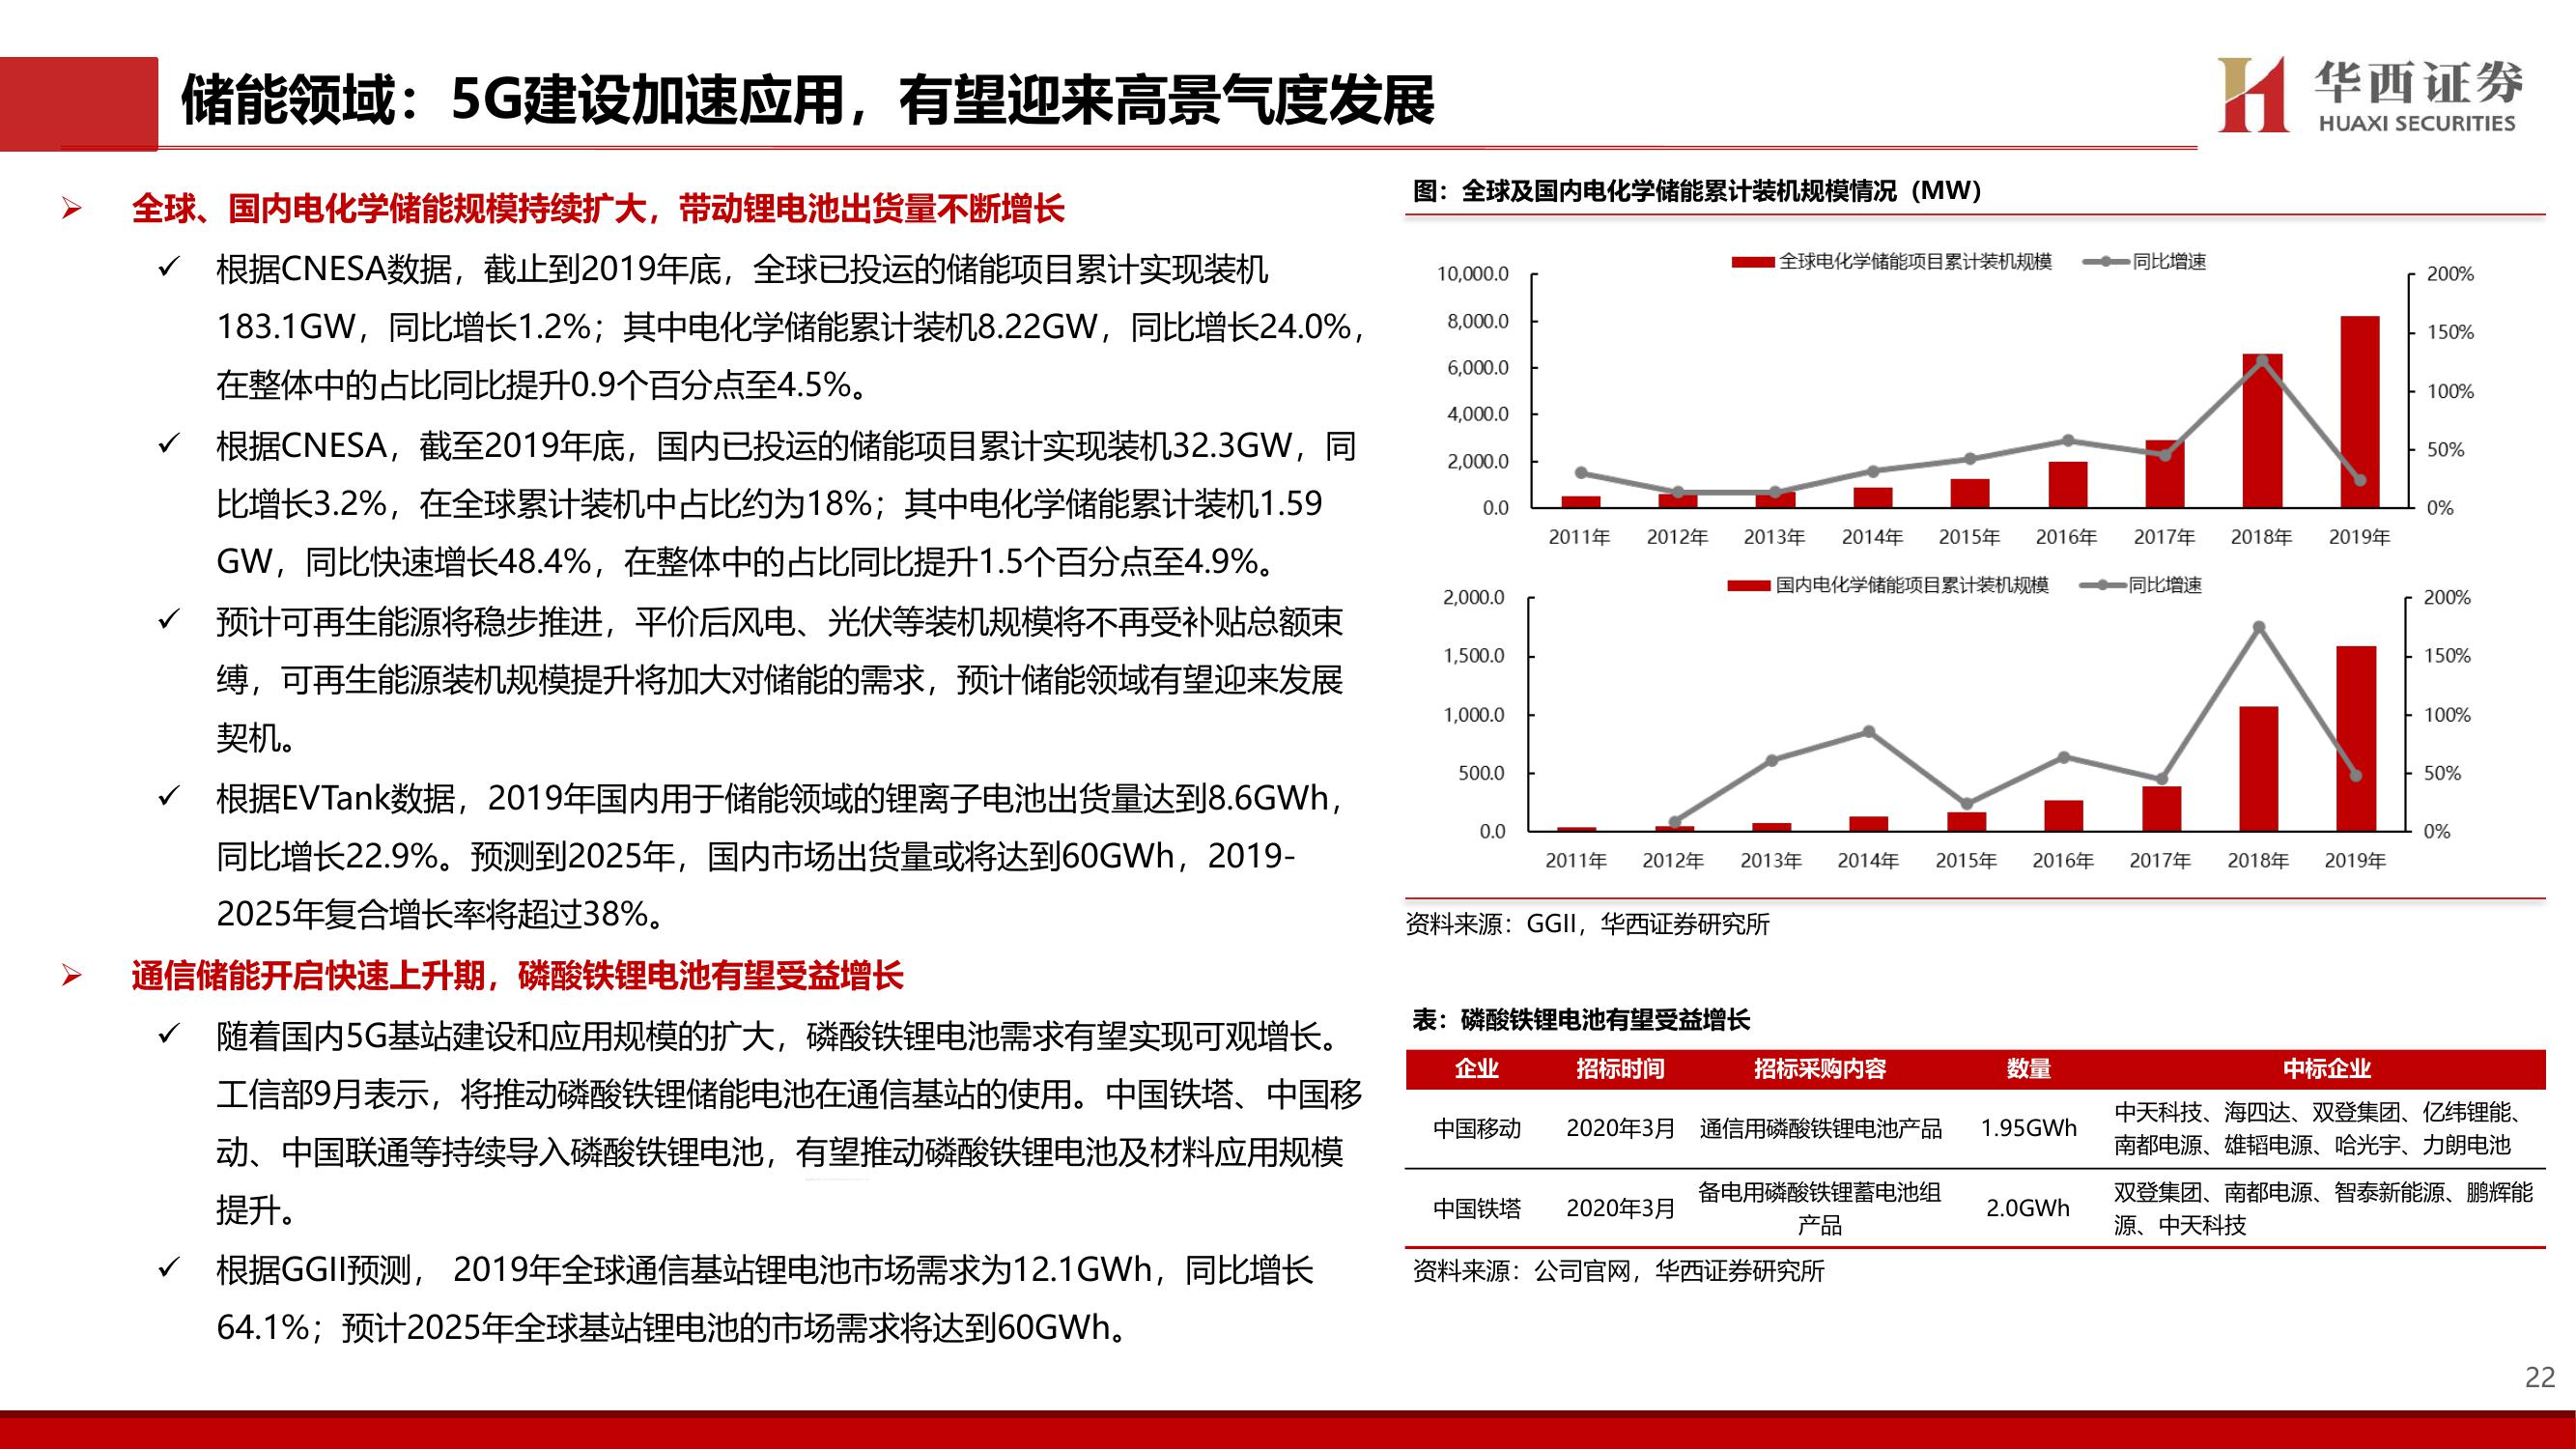 储能领域：5G建设加速应用，有望迎来高景气度发展
华西证券
HUAXI SECURITIES
全球、国内电化学储能规模持续扩大，带动锂电池出货量不断增长
根据CNESA数据，截止到2019年底，全球已投运的储能项目累计实现装机
183.1GW，同比增长1.2%；其中电化学储能累计装机8.22GW，同比增长24.0%，
在整体中的占比同比提升0.9个百分点至4.5%。
根据CNESA，截至2019年底，国内已投运的储能项目累计实现装机32.3GW，同
比增长3.2%，在全球累计装机中占比约为18%；其中电化学储能累计装机1.59
GW，同比快速增长48.4%，在整体中的占比同比提升1.5个百分点至4.9%。
预计可再生能源将稳步推进，平价后风电、光伏等装机规模将不再受补贴总额束
缚，可再生能源装机规模提升将加大对储能的需求，预计储能领域有望迎来发展
契机。
根据EVTank数据，2019年国内用于储能领域的锂离子电池出货量达到8.6GWh，
同比增长22.9%。预测到2025年，国内市场出货量或将达到60GWh，2019-
2025年复合增长率将超过38%。
通信储能开启快速上升期，磷酸铁锂电池有望受益增长
随着国内5G基站建设和应用规模的扩大，磷酸铁锂电池需求有望实现可观增长。
工信部9月表示，将推动磷酸铁锂储能电池在通信基站的使用。中国铁塔、中国移
动、中国联通等持续导入磷酸铁锂电池，有望推动磷酸铁锂电池及材料应用规模
提升。
根据GGII预测， 2019年全球通信基站锂电池市场需求为12.1GWh，同比增长
64.1%；预计2025年全球基站锂电池的市场需求将达到60GWh。
图：全球及国内电化学储能累计装机规模情况（MW）
全球电化学储能项目累计装机规模 同比增速
10,000.0 200%
8,000.0 150%
6,000.0
100%
4,000.0
2,000.0 50%
0.0 0%
2011年 2012年 2013年 2014年 2015年 2016年 2017年 2018年 2019年
国内电化学储能项目累计装机规模 同比增速
2,000.0 200%
1,500.0 150%
1,000.0 100%
500.0 50%
0.0 0%
2011年 2012年 2013年 2014年 2015年 2016年 2017年 2018年 2019年
资料来源：GGII，华西证券研究所
表：磷酸铁锂电池有望受益增长
企业 招标时间 招标采购内容 数量 中标企业
中国移动 2020年3月 通信用磷酸铁锂电池产品 1.95GWh 中天科技、海四达、双登集团、亿纬锂能、
南都电源、雄韬电源、哈光宇、力朗电池
中国铁塔 2020年3月 备电用磷酸铁锂蓄电池组 2.0GWh 双登集团、南都电源、智泰新能源、鹏辉能
产品 源、中天科技
资料来源：公司官网，华西证券研究所
22